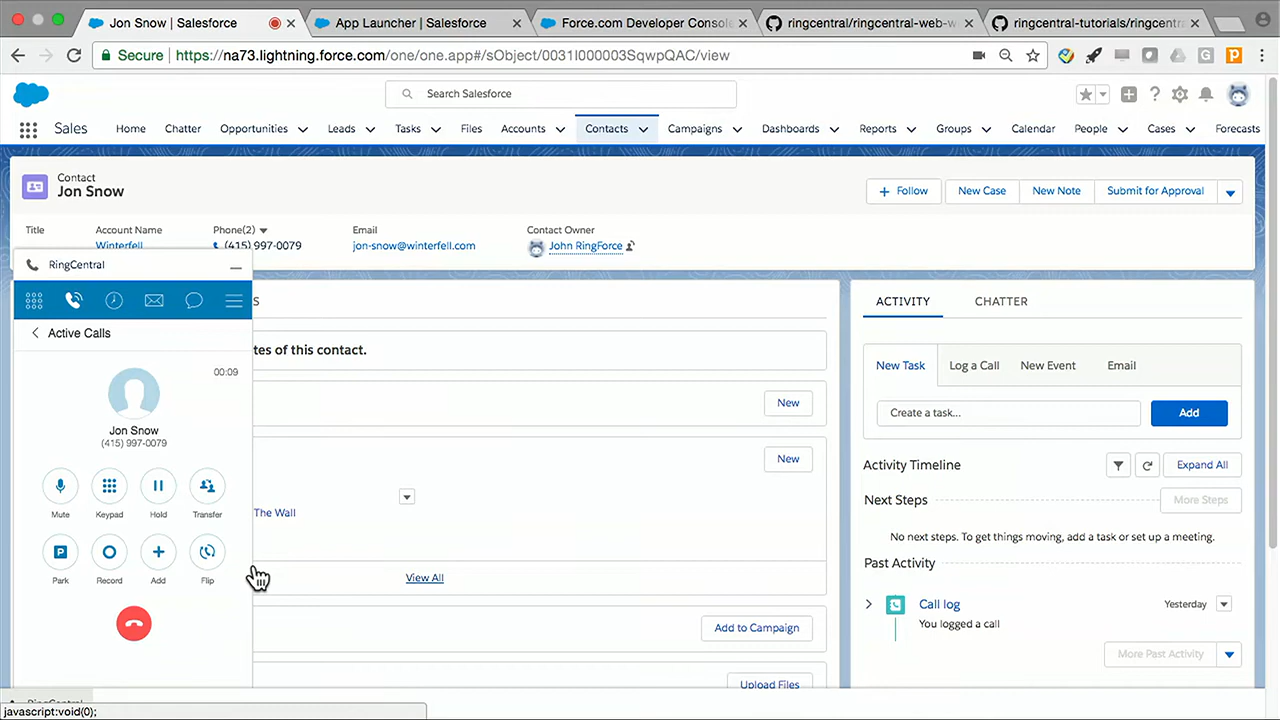 Jon Snow | Salesforce
App Launcher | Salesforce
Force.com Developer Conso
ringcentral/ringcentral-web-w
ringcentral-tutorials/ringcentr
Secure
https://na73.lightning.force.com/one/one.app#/sObject/0031I000003SqwpQAC/view
Search Salesforce
Sales
Home
Chatter
Opportunities
Leads
Tasks
Files
Accounts
Contacts
Campaigns
Dashboards
Reports
Groups
Calendar
People
Cases
Forecasts
Contact
Jon Snow
+ Follow
New Case
New Note
Submit for Approval
Title
Account Name
Phone(2)
Email
Contact Owner
Winterfell
(415) 997-0079
jon-snow@winterfell.com
John RingForce
RingCentral
Active Calls
00:09
Jon Snow
(415) 997-0079
Mute
Keypad
Hold
Transfer
P
Park
Record
Add
Flip
S
tes of this contact.
New
New
The Wall
View All
Add to Campaign
Upload Files
ACTIVITY
CHATTER
New Task
Log a Call
New Event
Email
Create a task...
Add
Activity Timeline
Expand All
Next Steps
More Steps
No next steps. To get things moving, add a task or set up a meeting.
Past Activity
Call log
Yesterday
You logged a call
More Past Activity
RingCentral
javascript:void(0);